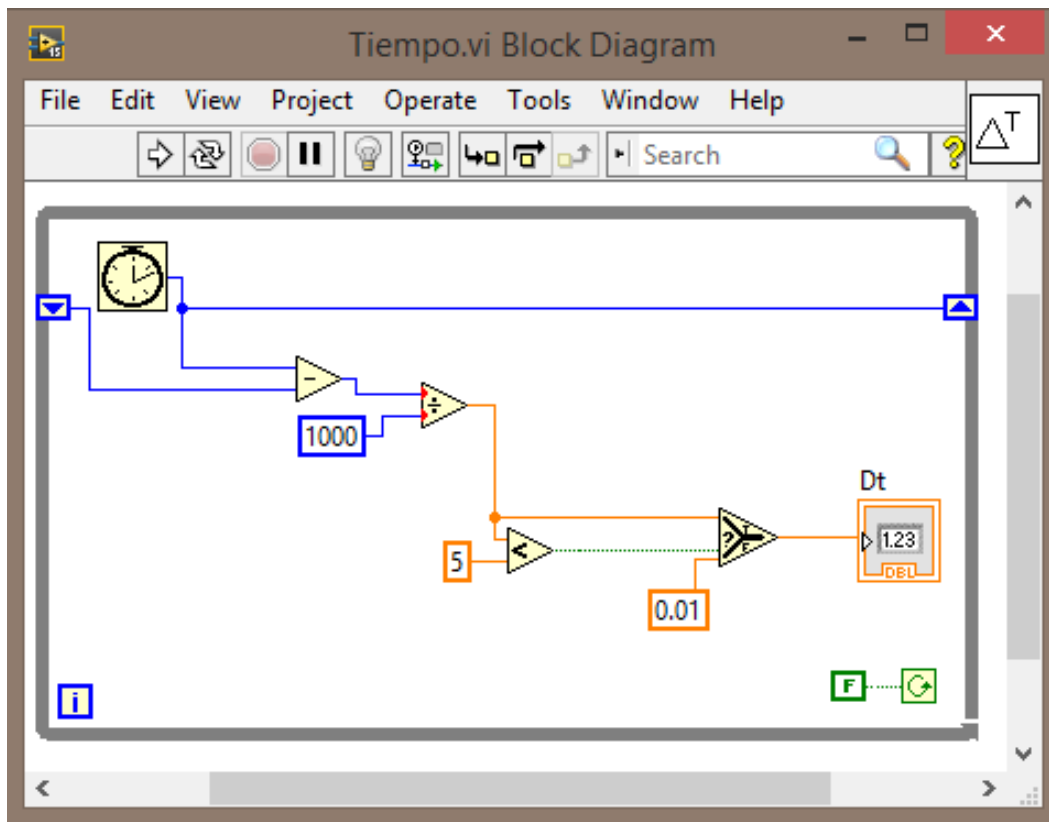 Tiempo.vi Block Diagram
File Edit View Project Operate Tools Window Help
Search
△T
1000
Dt
5
1.23
DBL
0.01
i
F